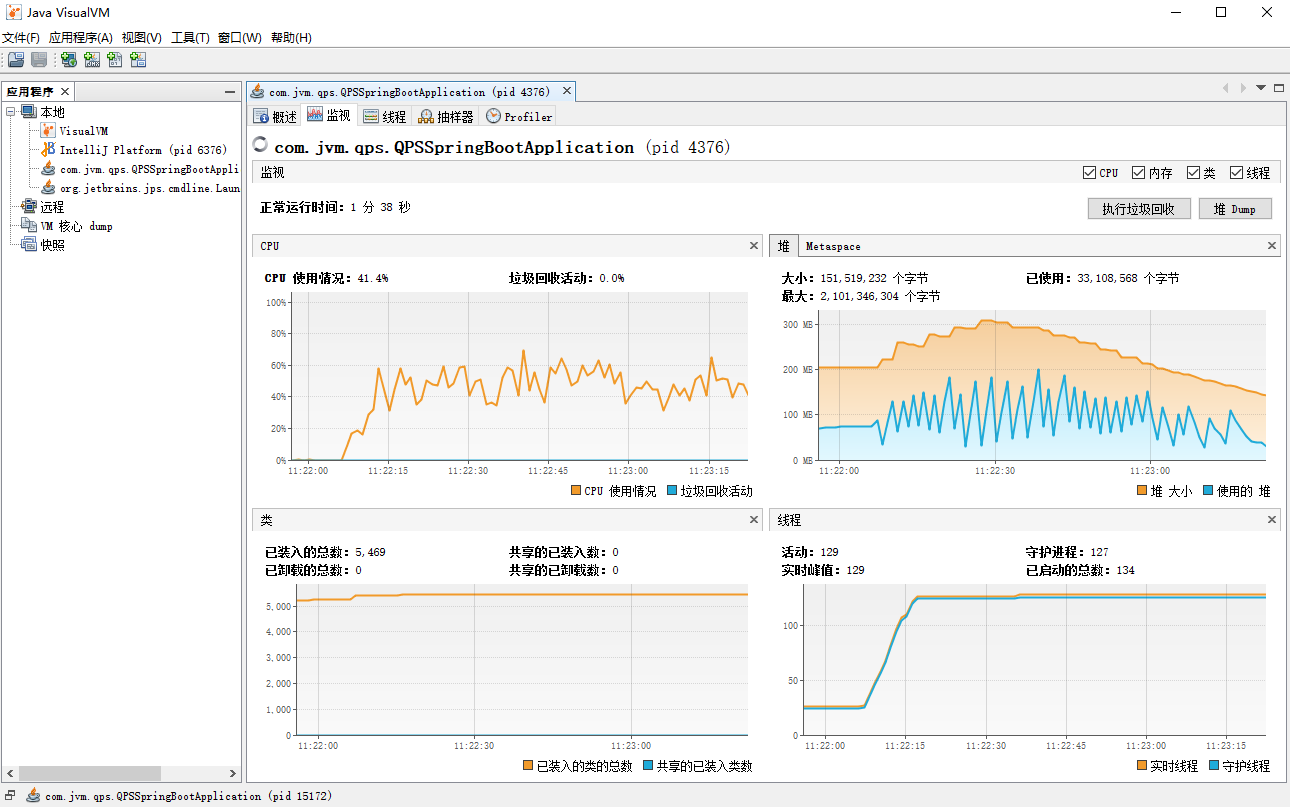 Java VisualVM
文件(F) 应用程序(A) 视图(V) 工具(T) 窗口(W) 帮助(H)
应用程序
本地
VisualVM
IntelliJ Platform (pid 6376)
com.jvm.qps.QPSSpringBootAppli
org.jetbrains.jps.cmdline.Laun
远程
VM 核心 dump
快照
com.jvm.qps.QPSSpringBootApplication (pid 4376)
概述 监视 线程 抽样器 Profiler
com.jvm.qps.QPSSpringBootApplication (pid 4376)
监视 CPU 内存 类 线程
正常运行时间: 1 分 38 秒
执行垃圾回收 堆 Dump
CPU
CPU 使用情况: 41.4% 垃圾回收活动: 0.0%
100%
80%
60%
40%
20%
0%
11:22:00 11:22:15 11:22:30 11:22:45 11:23:00 11:23:15
CPU 使用情况 垃圾回收活动
堆 Metaspace
大小: 151,519,232 个字节 已使用: 33,108,568 个字节
最大: 2,101,346,304 个字节
300 MB
200 MB
100 MB
0 MB
11:22:00 11:22:30 11:23:00
堆 大小 使用的 堆
类
已装入的总数: 5,469 共享的已装入数: 0
已卸载的总数: 0 共享的已卸载数: 0
5,000
4,000
3,000
2,000
1,000
0
11:22:00 11:22:30 11:23:00
已装入的类的总数 共享的已装入类数
线程
活动: 129 守护进程: 127
实时峰值: 129 已启动的总数: 134
100
50
0
11:22:00 11:22:15 11:22:30 11:22:45 11:23:00 11:23:15
实时线程 守护线程
com.jvm.qps.QPSSpringBootApplication (pid 15172)